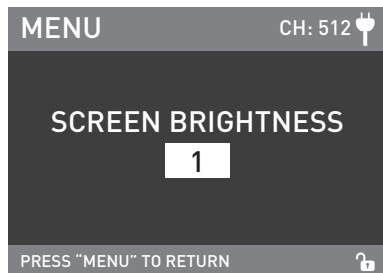 MENU CH: 512
SCREEN BRIGHTNESS
1
PRESS “MENU” TO RETURN